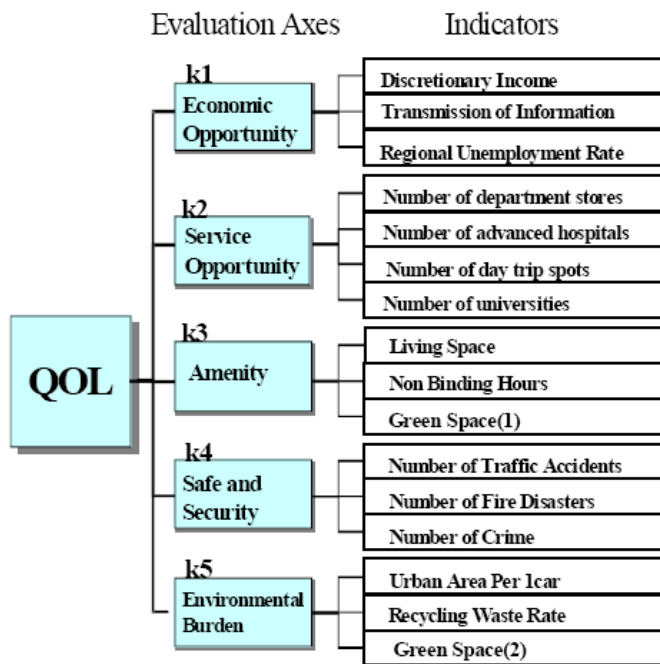 Evaluation Axes
Indicators
k1
Economic
Opportunity
Discretionary Income
Transmission of Information
Regional Unemployment Rate
k2
Service
Opportunity
Number of department stores
Number of advanced hospitals
Number of day trip spots
Number of universities
QOL
k3
Amenity
Living Space
Non Binding Hours
Green Space(1)
k4
Safe and
Security
Number of Traffic Accidents
Number of Fire Disasters
Number of Crime
k5
Environmental
Burden
Urban Area Per 1car
Recycling Waste Rate
Green Space(2)